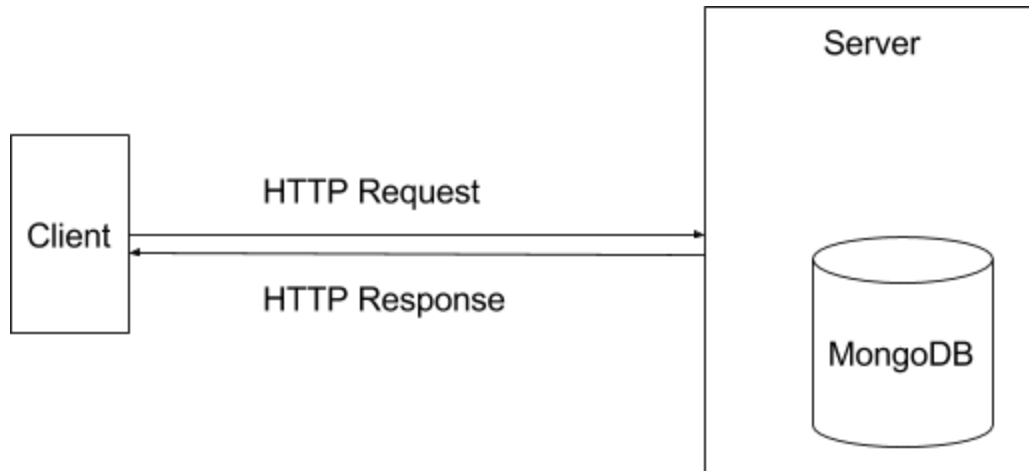 Server
HTTP Request
Client
HTTP Response
MongoDB